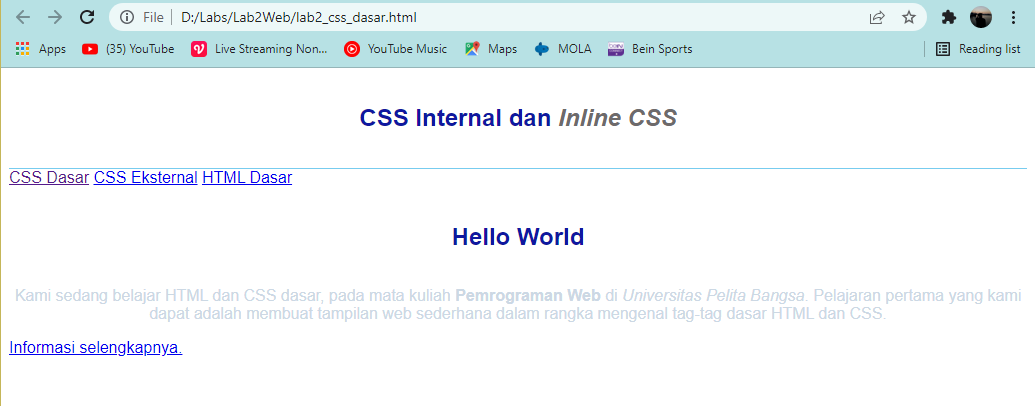 File D:/Labs/Lab2Web/lab2_css_dasar.html
Apps (35) YouTube Live Streaming Non... YouTube Music Maps MOLA Bein Sports Reading list
CSS Internal dan Inline CSS
CSS Dasar CSS Eksternal HTML Dasar
Hello World
Kami sedang belajar HTML dan CSS dasar, pada mata kuliah Pemrograman Web di Universitas Pelita Bangsa. Pelajaran pertama yang kami
dapat adalah membuat tampilan web sederhana dalam rangka mengenal tag-tag dasar HTML dan CSS.
Informasi selengkapnya.